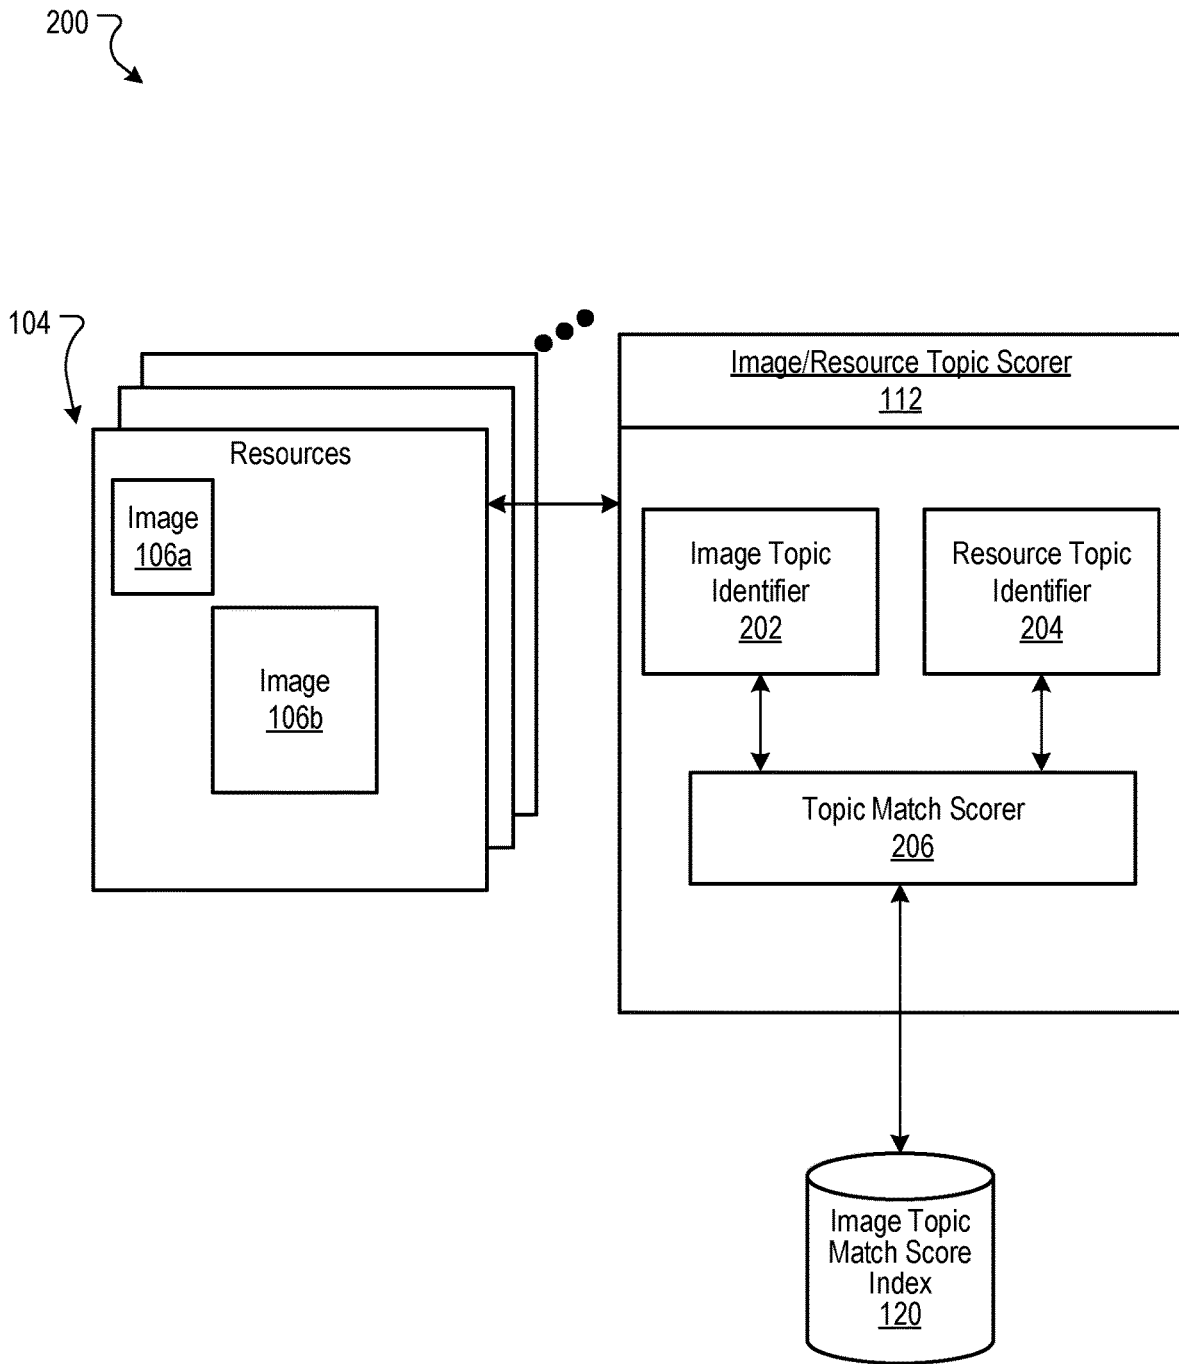 200
104
Resources
Image
106a
Image
106b
Image/Resource Topic Scorer
112
Image Topic
Identifier
202
Resource Topic
Identifier
204
Topic Match Scorer
206
Image Topic
Match Score
Index
120